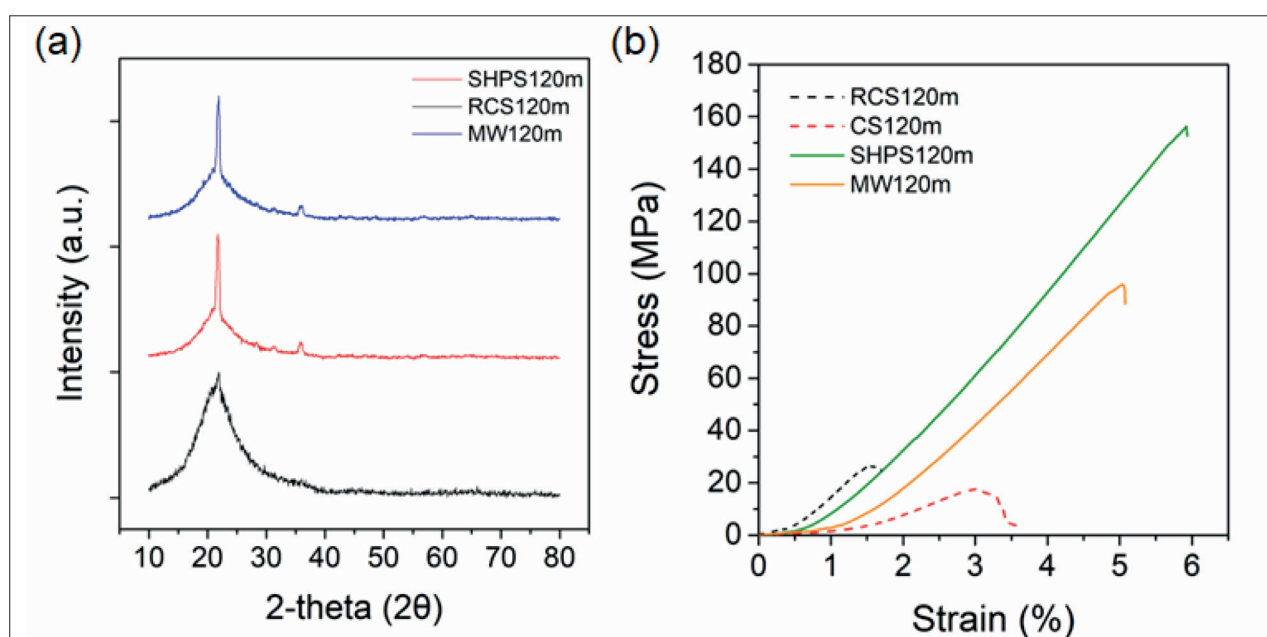 (a)
SHPS120m
RCS120m
MW120m
Intensity (a.u.)
10 20 30 40 50 60 70 80
2-theta (2θ)
(b)
180
160
140
120
100
80
60
40
20
0
RCS120m
CS120m
SHPS120m
MW120m
Stress (MPa)
0 1 2 3 4 5 6
Strain (%)